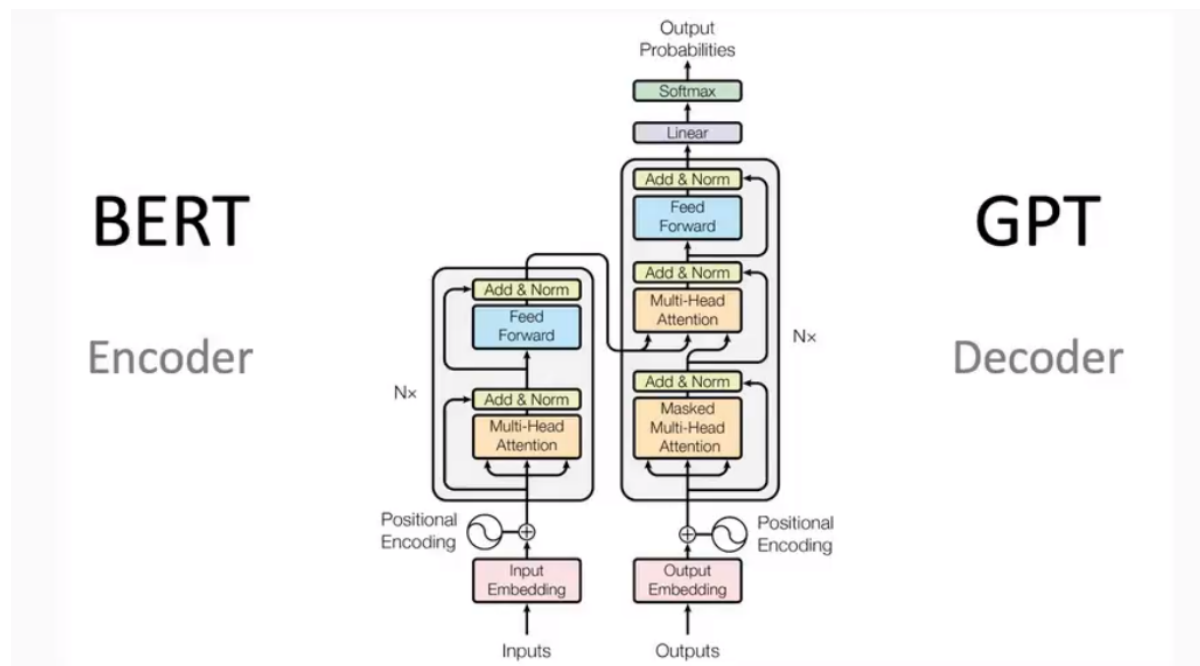 BERT
Encoder
Output
Probabilities
Softmax
Linear
Add & Norm
Feed
Forward
Add & Norm
Multi-Head
Attention
Add & Norm
Masked
Multi-Head
Attention
Nx
Positional
Encoding
Output
Embedding
Outputs
Add & Norm
Feed
Forward
Add & Norm
Multi-Head
Attention
Nx
Positional
Encoding
Input
Embedding
Inputs
GPT
Decoder